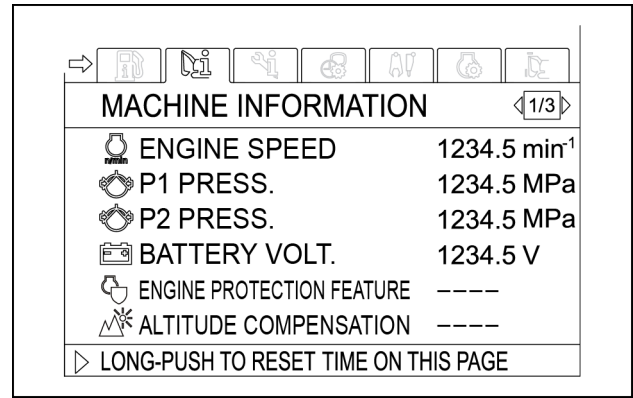 MACHINE INFORMATION 1/3
n/min ENGINE SPEED 1234.5 min⁻¹
P1 PRESS. 1234.5 MPa
P2 PRESS. 1234.5 MPa
BATTERY VOLT. 1234.5 V
ENGINE PROTECTION FEATURE ----
ALTITUDE COMPENSATION ----
LONG-PUSH TO RESET TIME ON THIS PAGE